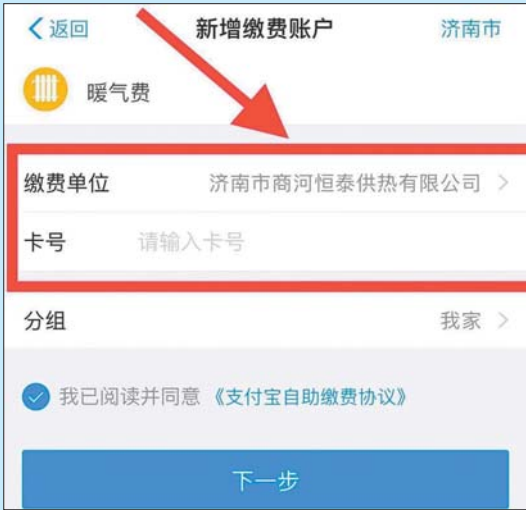 返回 新增缴费账户 济南市
暖气费
缴费单位 济南市商河恒泰供热有限公司
卡号 请输入卡号
分组 我家
我已阅读并同意 《支付宝自助缴费协议》
下一步